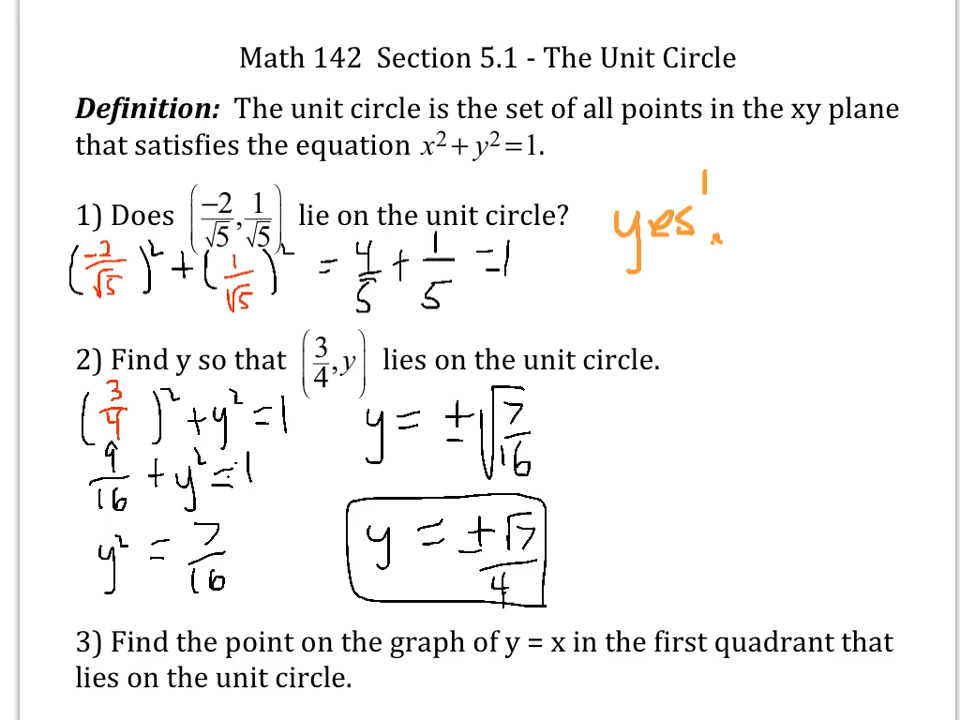 Math 142 Section 5.1 - The Unit Circle
Definition: The unit circle is the set of all points in the xy plane
that satisfies the equation x² + y² = 1.
1) Does (-2/√5, 1/√5) lie on the unit circle? yes!
(-2/√5)² + (1/√5)² = 4/5 + 1/5 = 1
2) Find y so that (3/4, y) lies on the unit circle.
(3/4)² + y² = 1
9/16 + y² = 1
y² = 7/16
y = ±√(7/16)
y = ±√7/4
3) Find the point on the graph of y = x in the first quadrant that
lies on the unit circle.